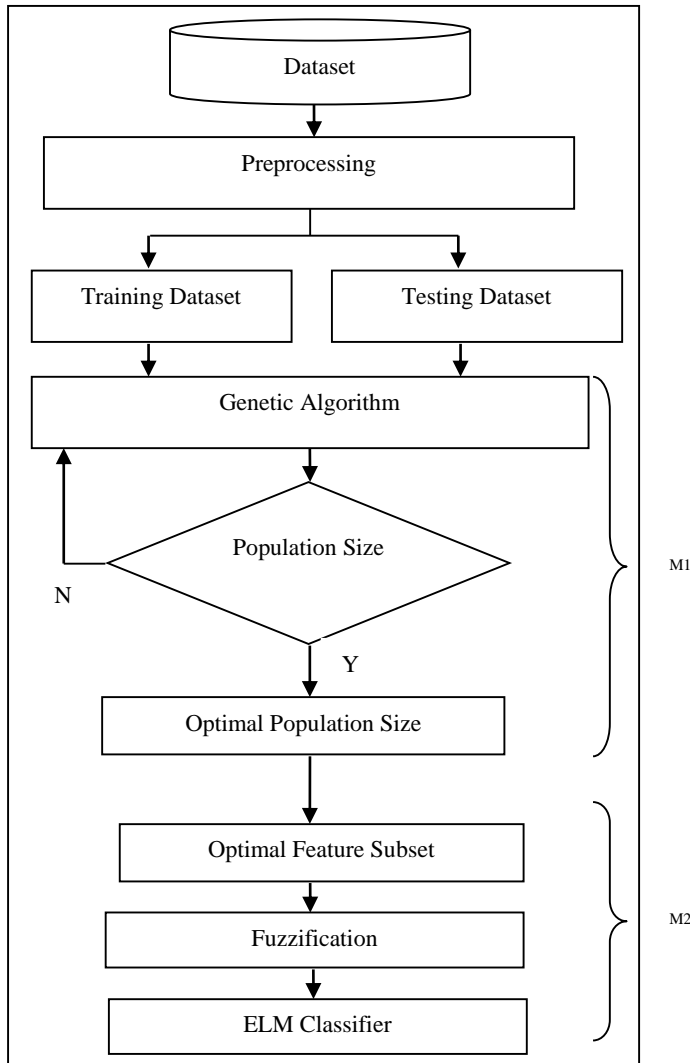 Dataset
Preprocessing
Training Dataset
Testing Dataset
Genetic Algorithm
Population Size
N
Y
M1
Optimal Population Size
Optimal Feature Subset
Fuzzification
M2
ELM Classifier